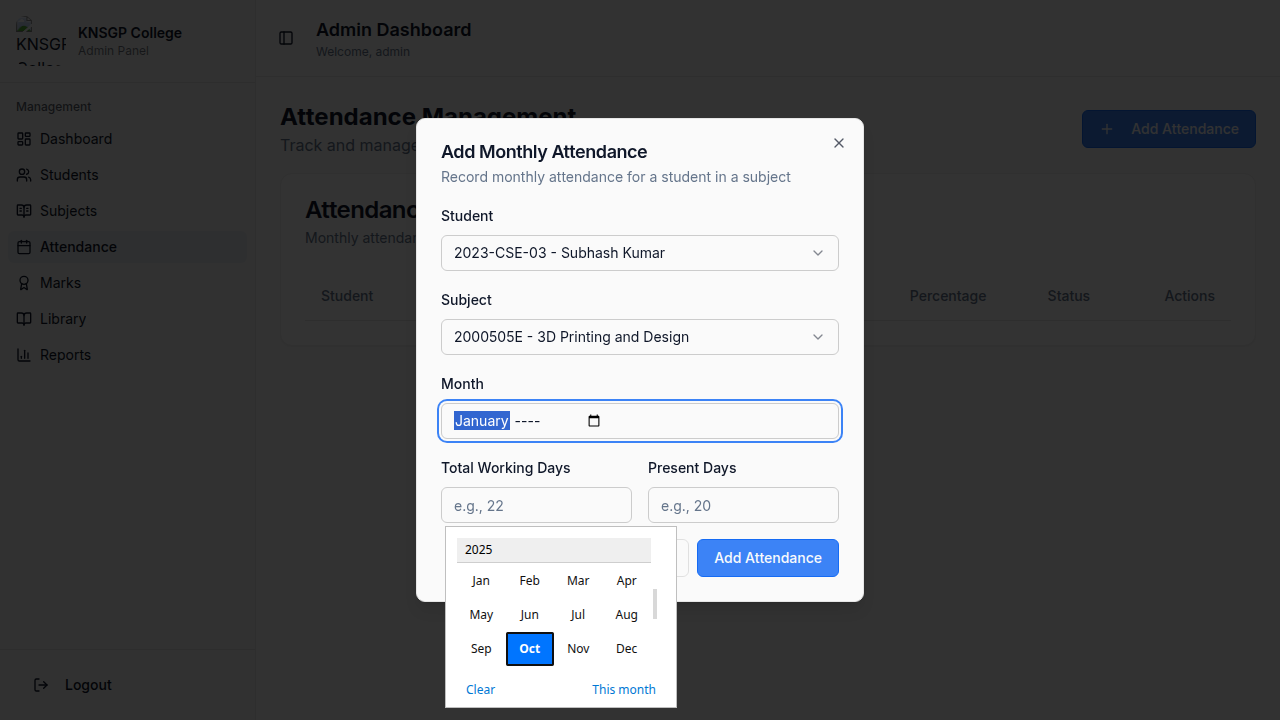 KNSGP
KNSGP College
Admin Panel
Admin Dashboard
Welcome, admin
Management
Dashboard
Students
Subjects
Attendance
Marks
Library
Reports
Logout
Attendance Management
Track and manage
Add Attendance
Monthly
Student
Percentage
Status
Actions
Add Monthly Attendance
Record monthly attendance for a student in a subject
Student
2023-CSE-03 - Subhash Kumar
Subject
2000505E - 3D Printing and Design
Month
January ----
Total Working Days
Present Days
e.g., 22
e.g., 20
Add Attendance
2025
Jan Feb Mar Apr
May Jun Jul Aug
Sep Oct Nov Dec
Clear
This month